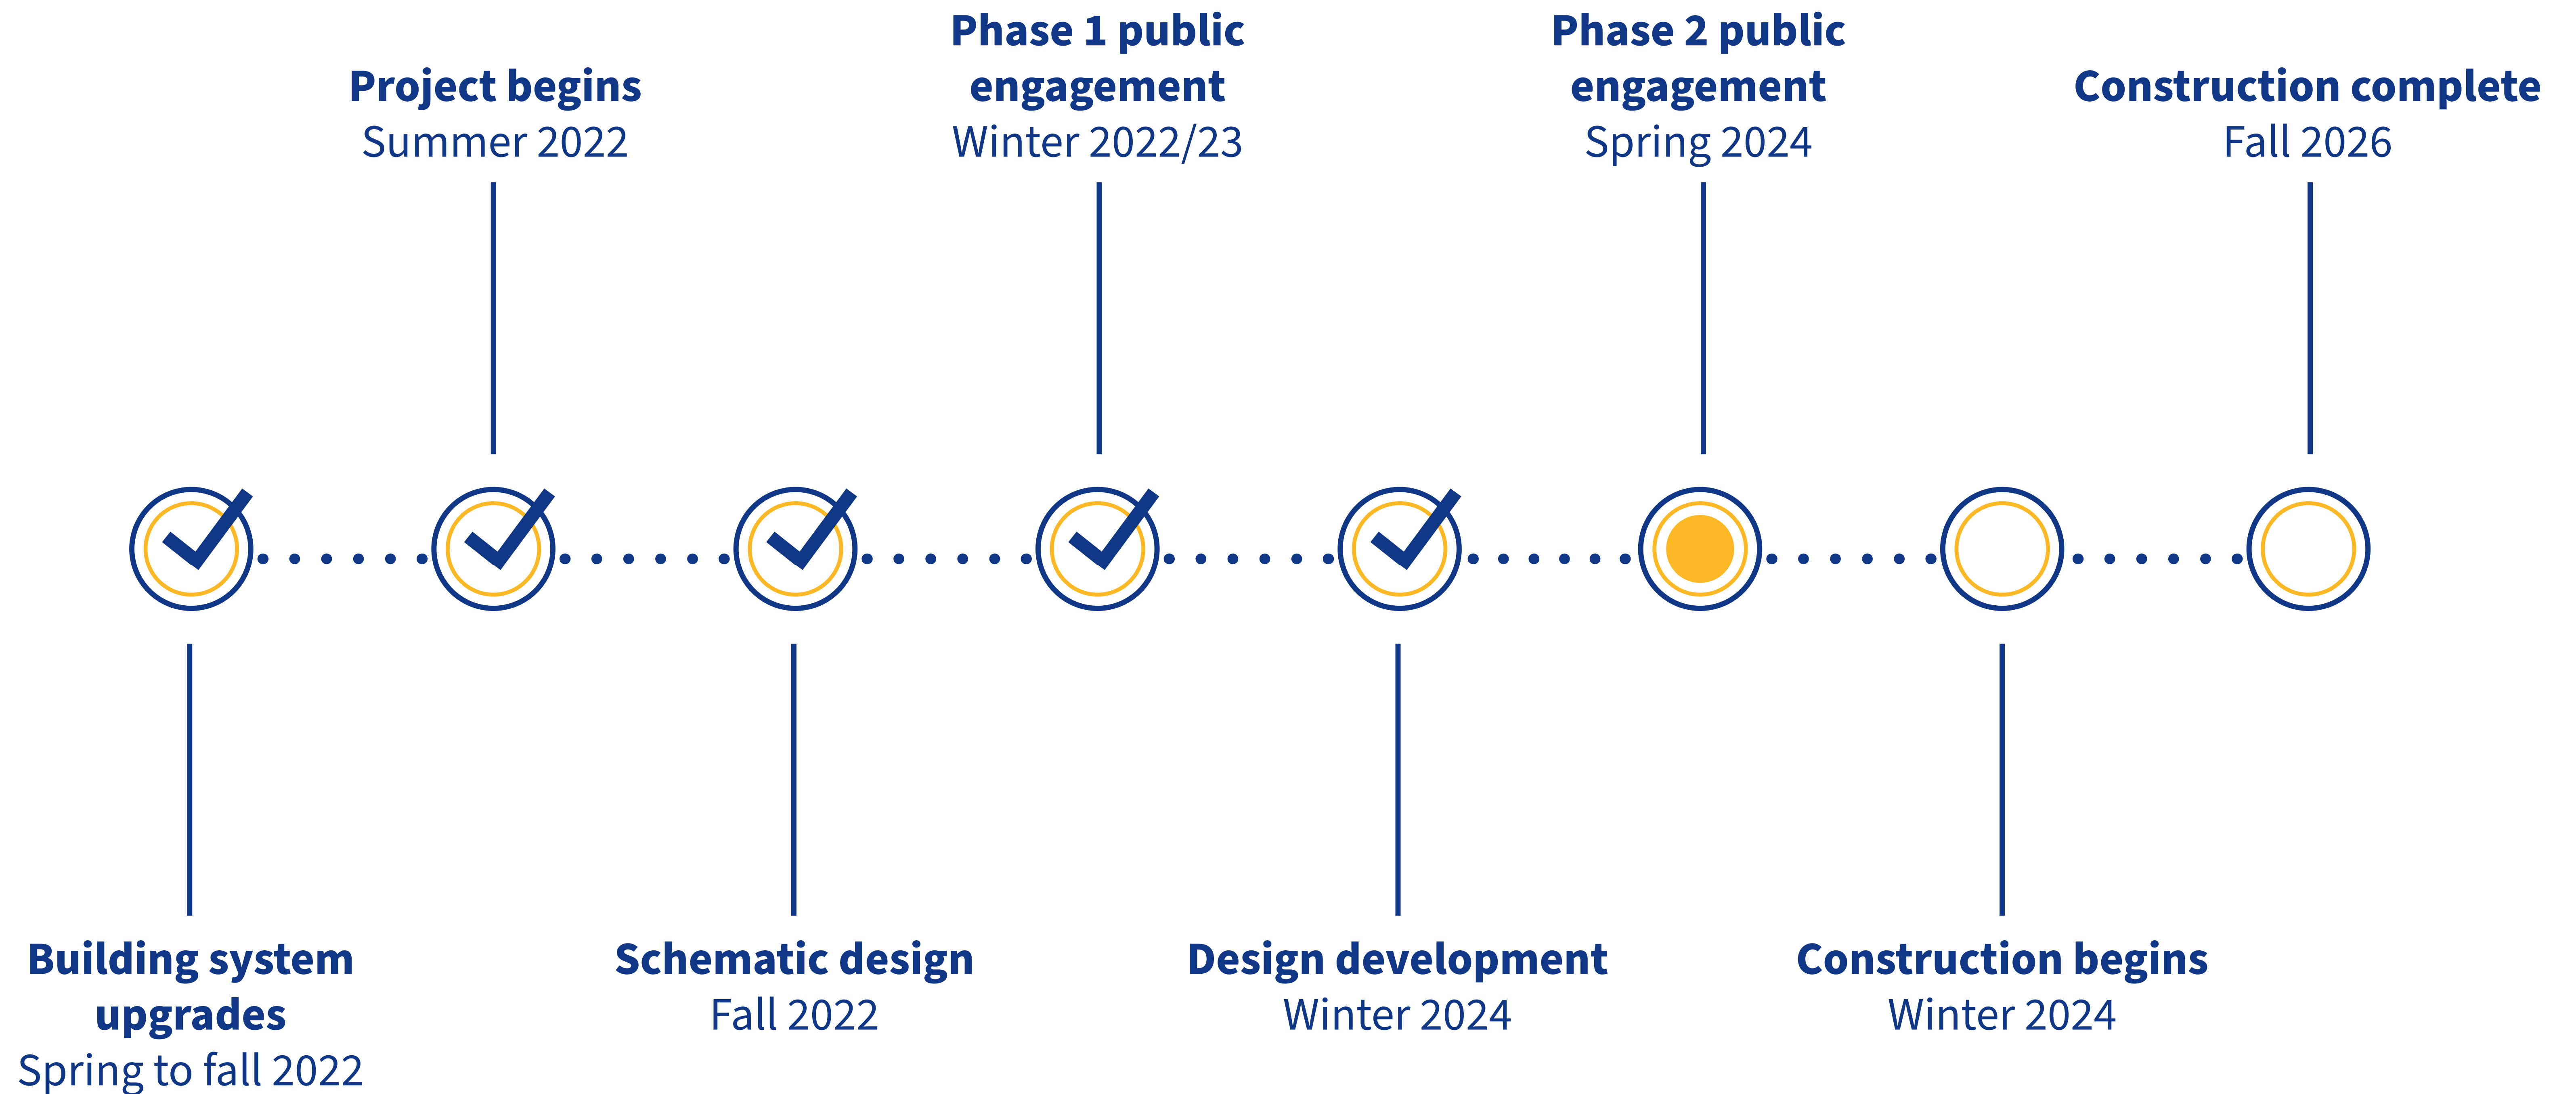 Building system
upgrades
Spring to fall 2022
Project begins
Summer 2022
Schematic design
Fall 2022
Phase 1 public
engagement
Winter 2022/23
Design development
Winter 2024
Phase 2 public
engagement
Spring 2024
Construction begins
Winter 2024
Construction complete
Fall 2026